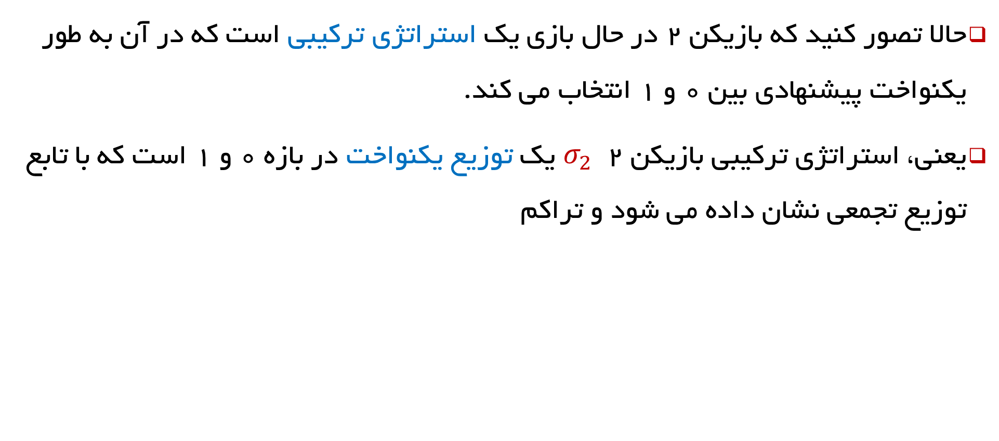 ❑حالا تصور کنید که بازیکن ۲ در حال بازی یک استراتژی ترکیبی است که در آن به طور
یکنواخت پیشنهادی بین ۰ و ۱ انتخاب می کند.
❑یعنی، استراتژی ترکیبی بازیکن ۲ σ₂ یک توزیع یکنواخت در بازه ۰ و ۱ است که با تابع
توزیع تجمعی نشان داده می شود و تراکم